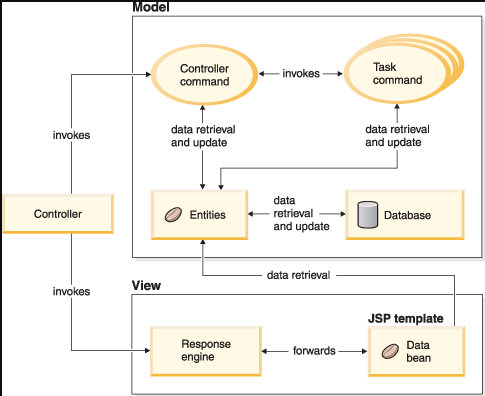 Model
Controller
command
invokes
Task
command
invokes
data retrieval
and update
data retrieval
and update
Controller
Entities
data
retrieval
and update
Database
data retrieval
invokes
View
JSP template
Response
engine
forwards
Data
bean